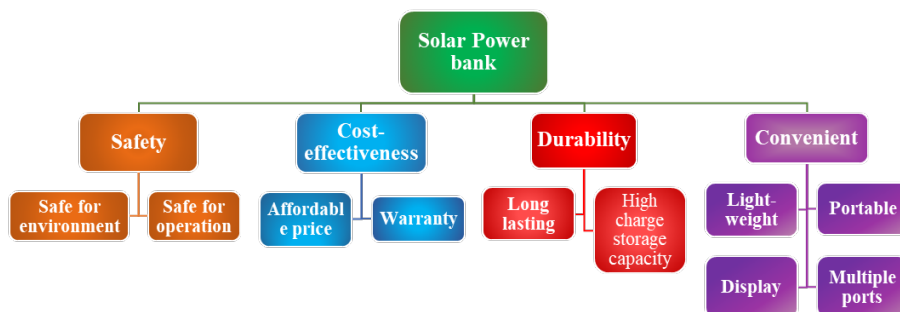 Solar Power
bank
Safety
Cost-
effectiveness
Durability
Convenient
Safe for
environment
Safe for
operation
Affordabl
e price
Warranty
Long
lasting
High
charge
storage
capacity
Light-
weight
Portable
Display
Multiple
ports